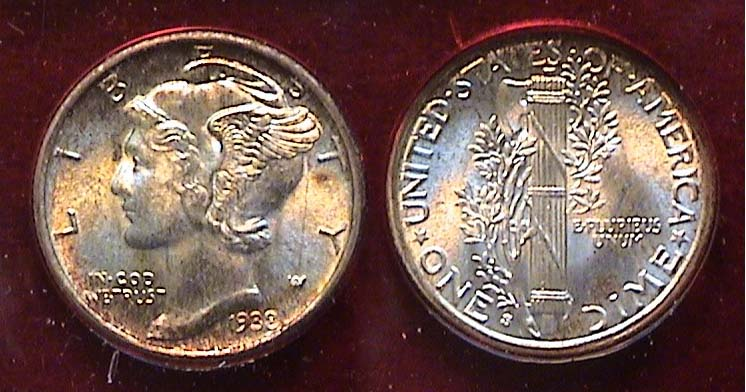 LIBERTY
IN·GOD
WE TRUST
W
1938
UNITED·STATES·OF·AMERICA
E·PLURIBUS
UNUM
ONE DIME
S